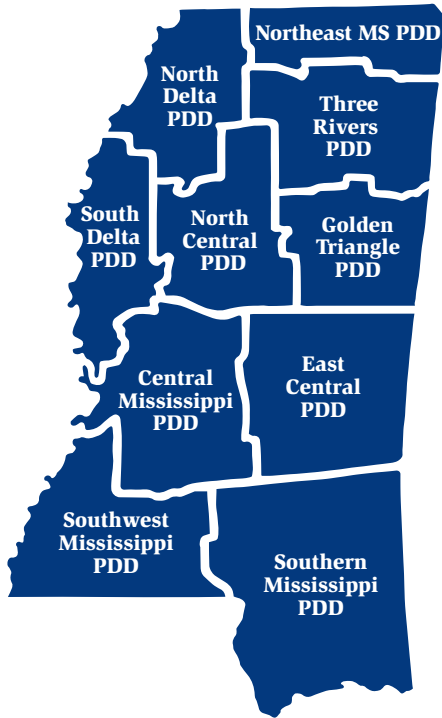 Northeast MS PDD
North
Delta
PDD
Three
Rivers
PDD
South
Delta
PDD
North
Central
PDD
Golden
Triangle
PDD
Central
Mississippi
PDD
East
Central
PDD
Southwest
Mississippi
PDD
Southern
Mississippi
PDD